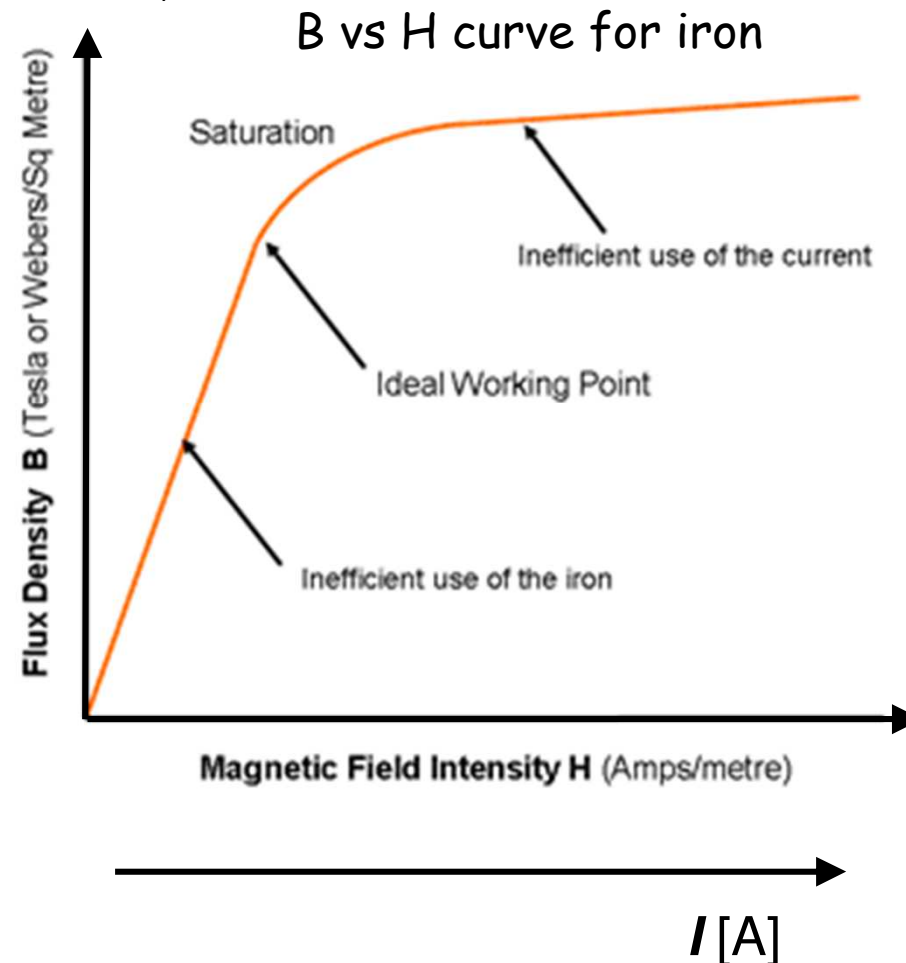 B vs H curve for iron
Flux Density B (Tesla or Webers/Sq Metre)
Saturation
Inefficient use of the current
Ideal Working Point
Inefficient use of the iron
Magnetic Field Intensity H (Amps/metre)
I [A]